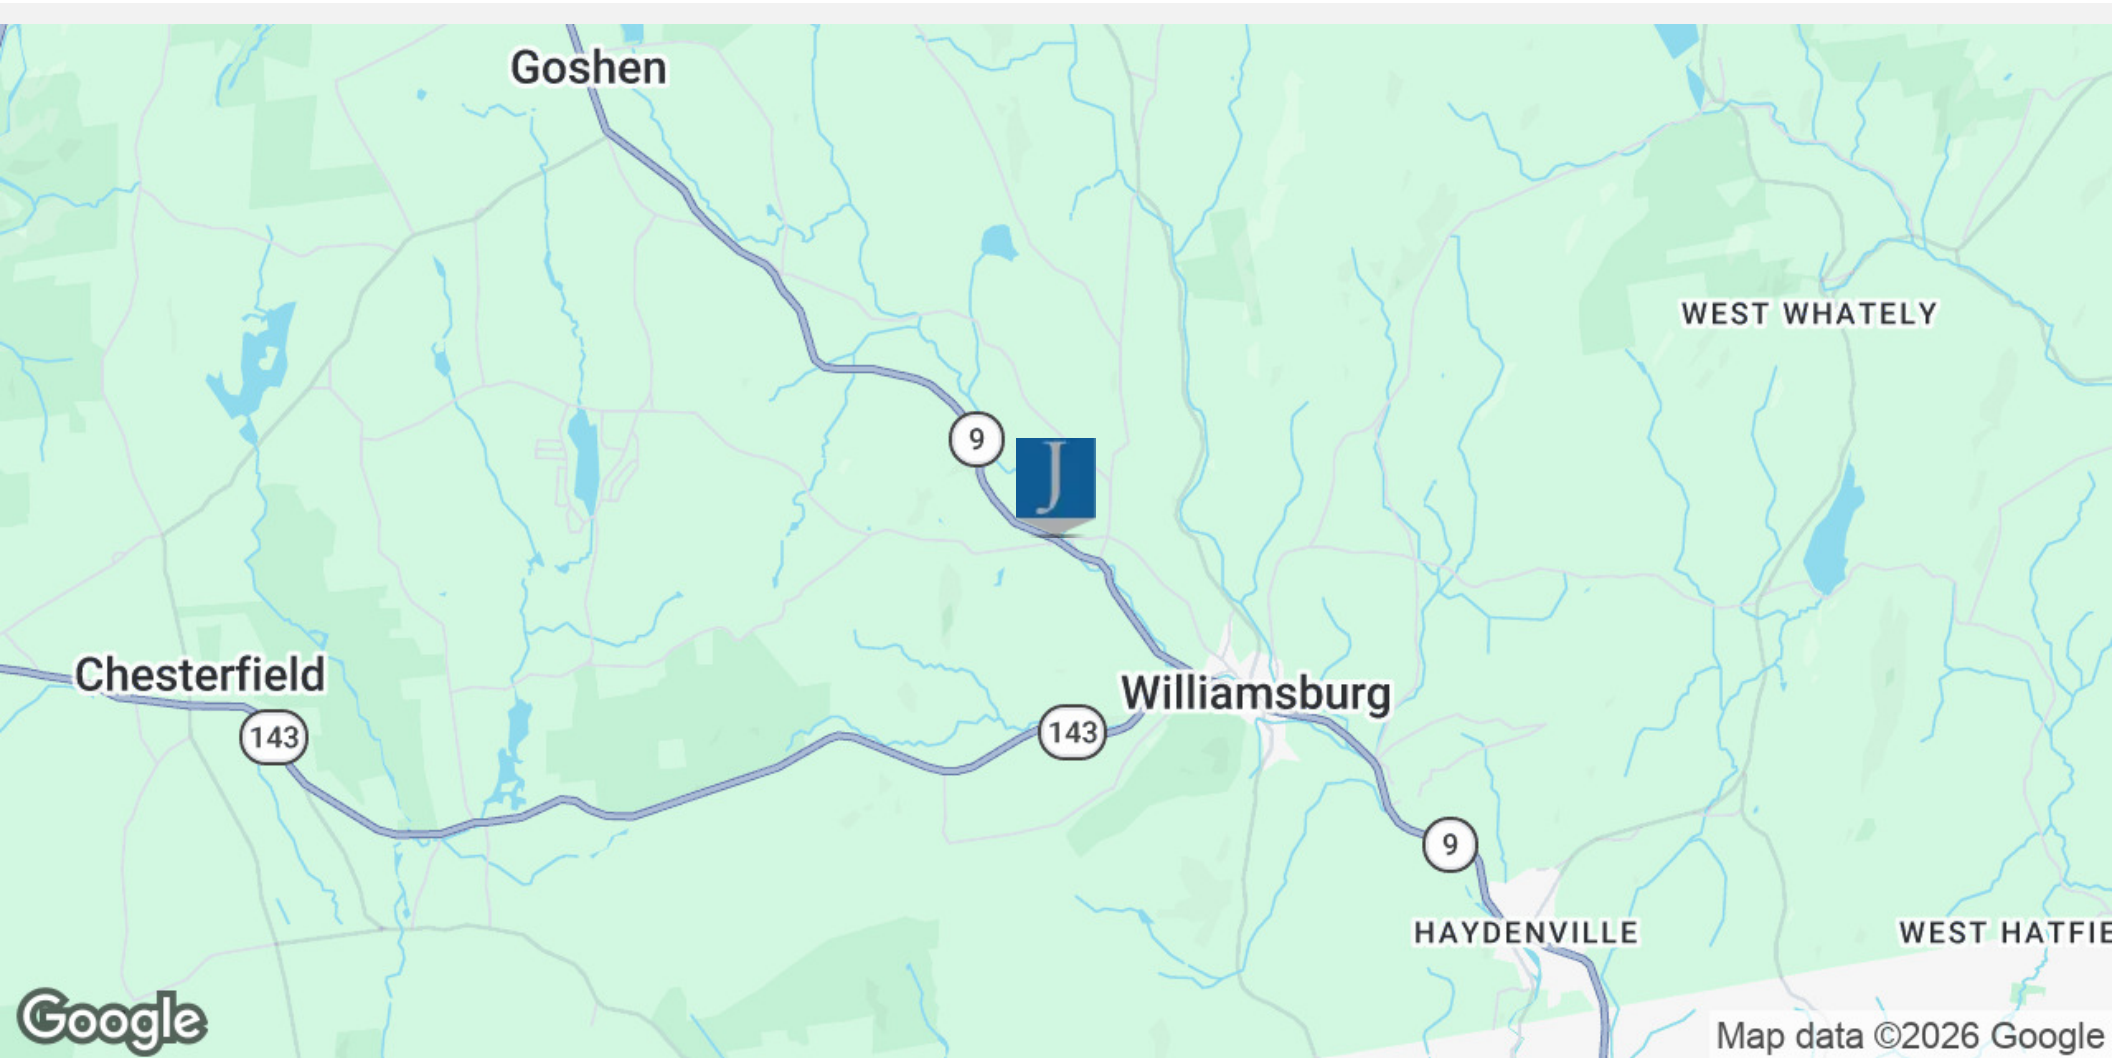 Goshen
WEST WHATELY
9
J
Chesterfield
Williamsburg
143
143
9
HAYDENVILLE
WEST HATFIE
Google
Map data ©2026 Google